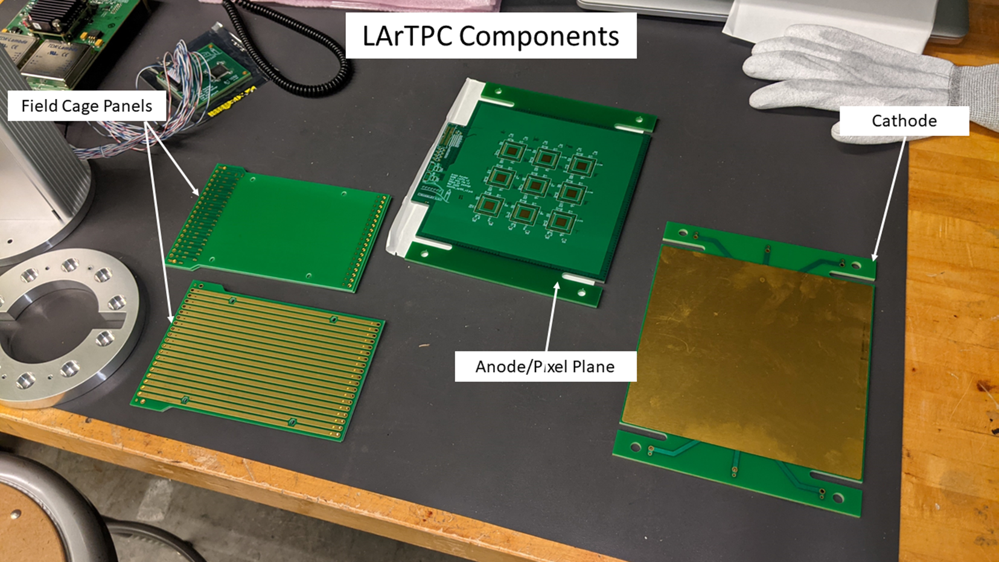 LArTPC Components
Field Cage Panels
Cathode
Anode/Pixel Plane